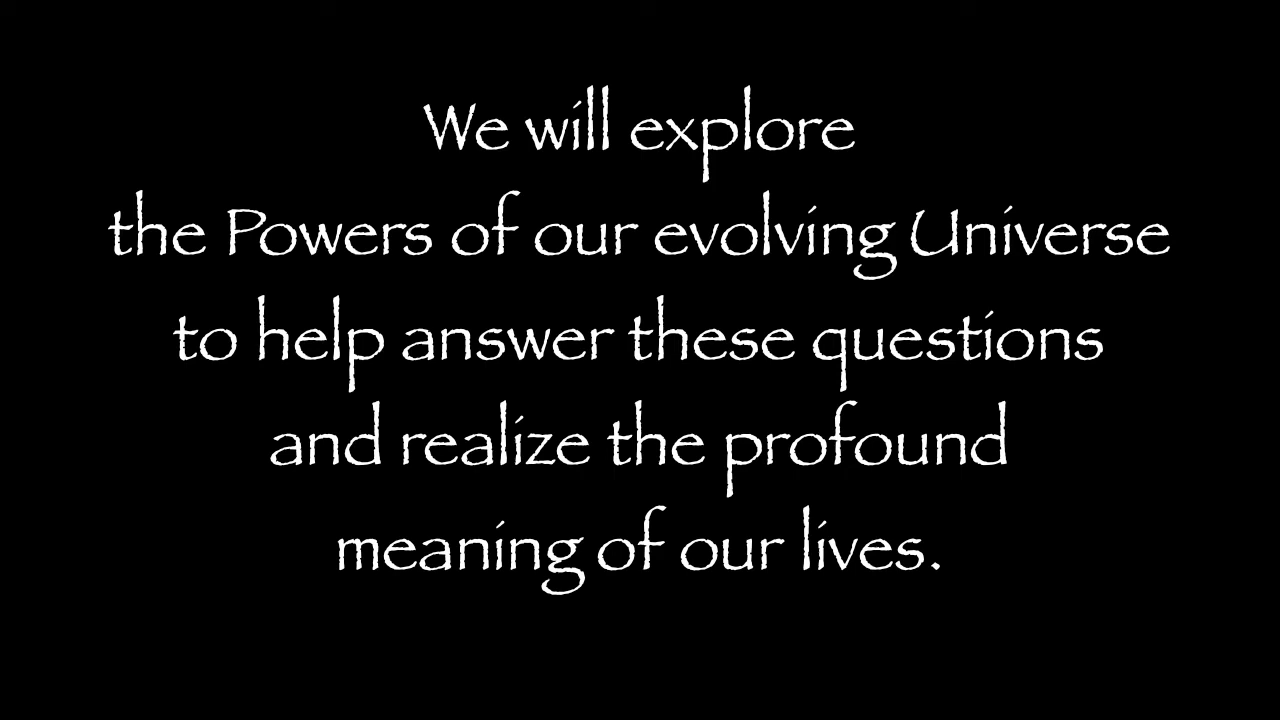 We will explore
the Powers of our evolving Universe
to help answer these questions
and realize the profound
meaning of our lives.